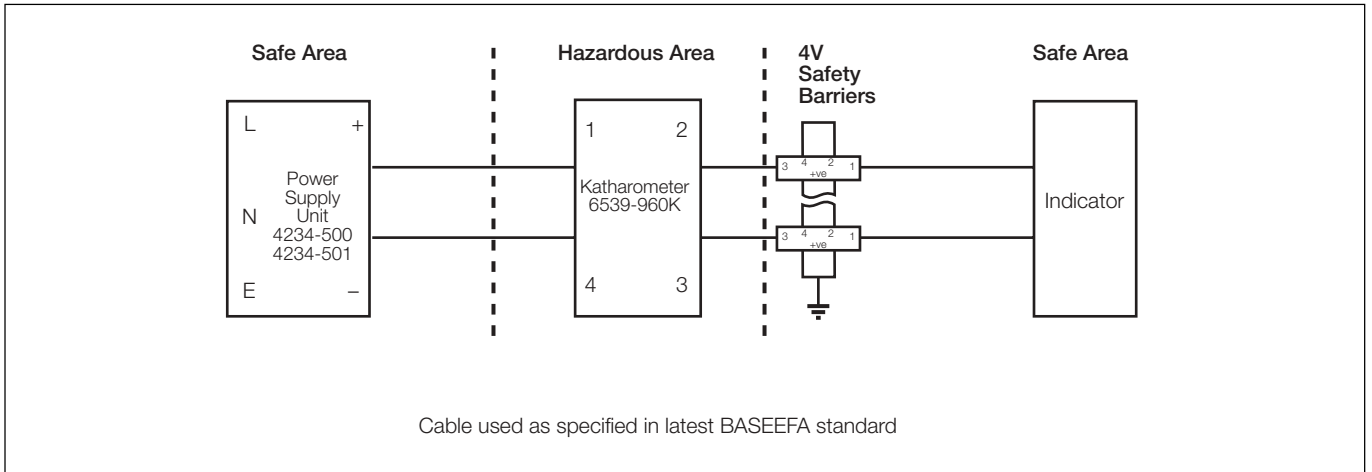 Safe Area
Hazardous Area
4V
Safety
Barriers
Safe Area
L +
Power
Supply
Unit
N
4234-500
4234-501
E –
1 2
Katharometer
6539-960K
4 3
3 4 2 1
+ve
3 4 2 1
+ve
Indicator
Cable used as specified in latest BASEEFA standard